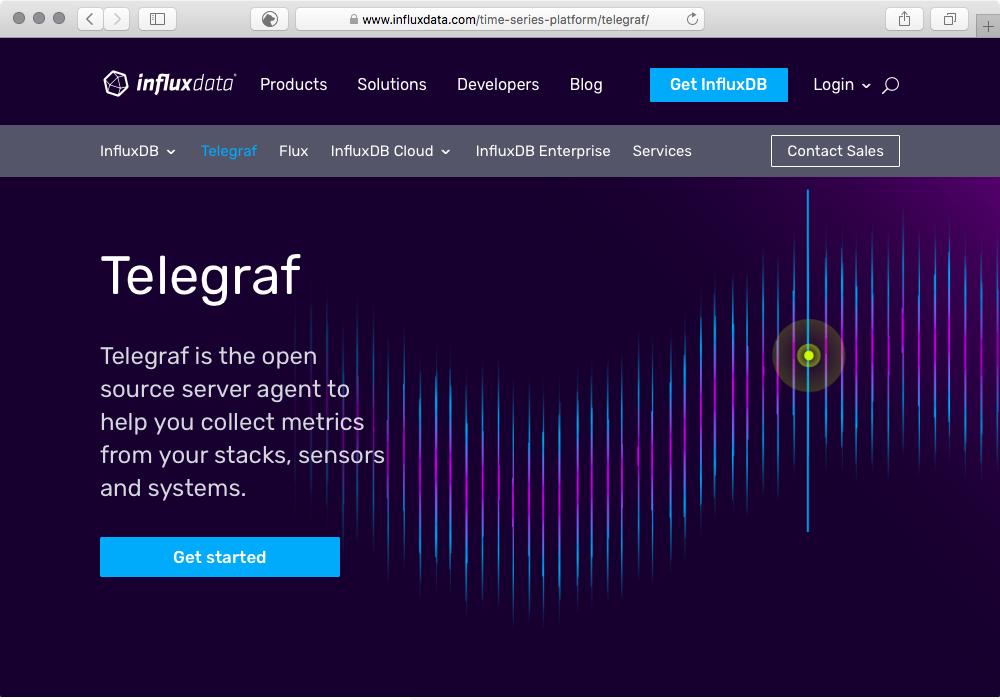 www.influxdata.com/time-series-platform/telegraf/
influxdata Products Solutions Developers Blog Get InfluxDB Login
InfluxDB Telegraf Flux InfluxDB Cloud InfluxDB Enterprise Services Contact Sales
Telegraf
Telegraf is the open
source server agent to
help you collect metrics
from your stacks, sensors
and systems.
Get started